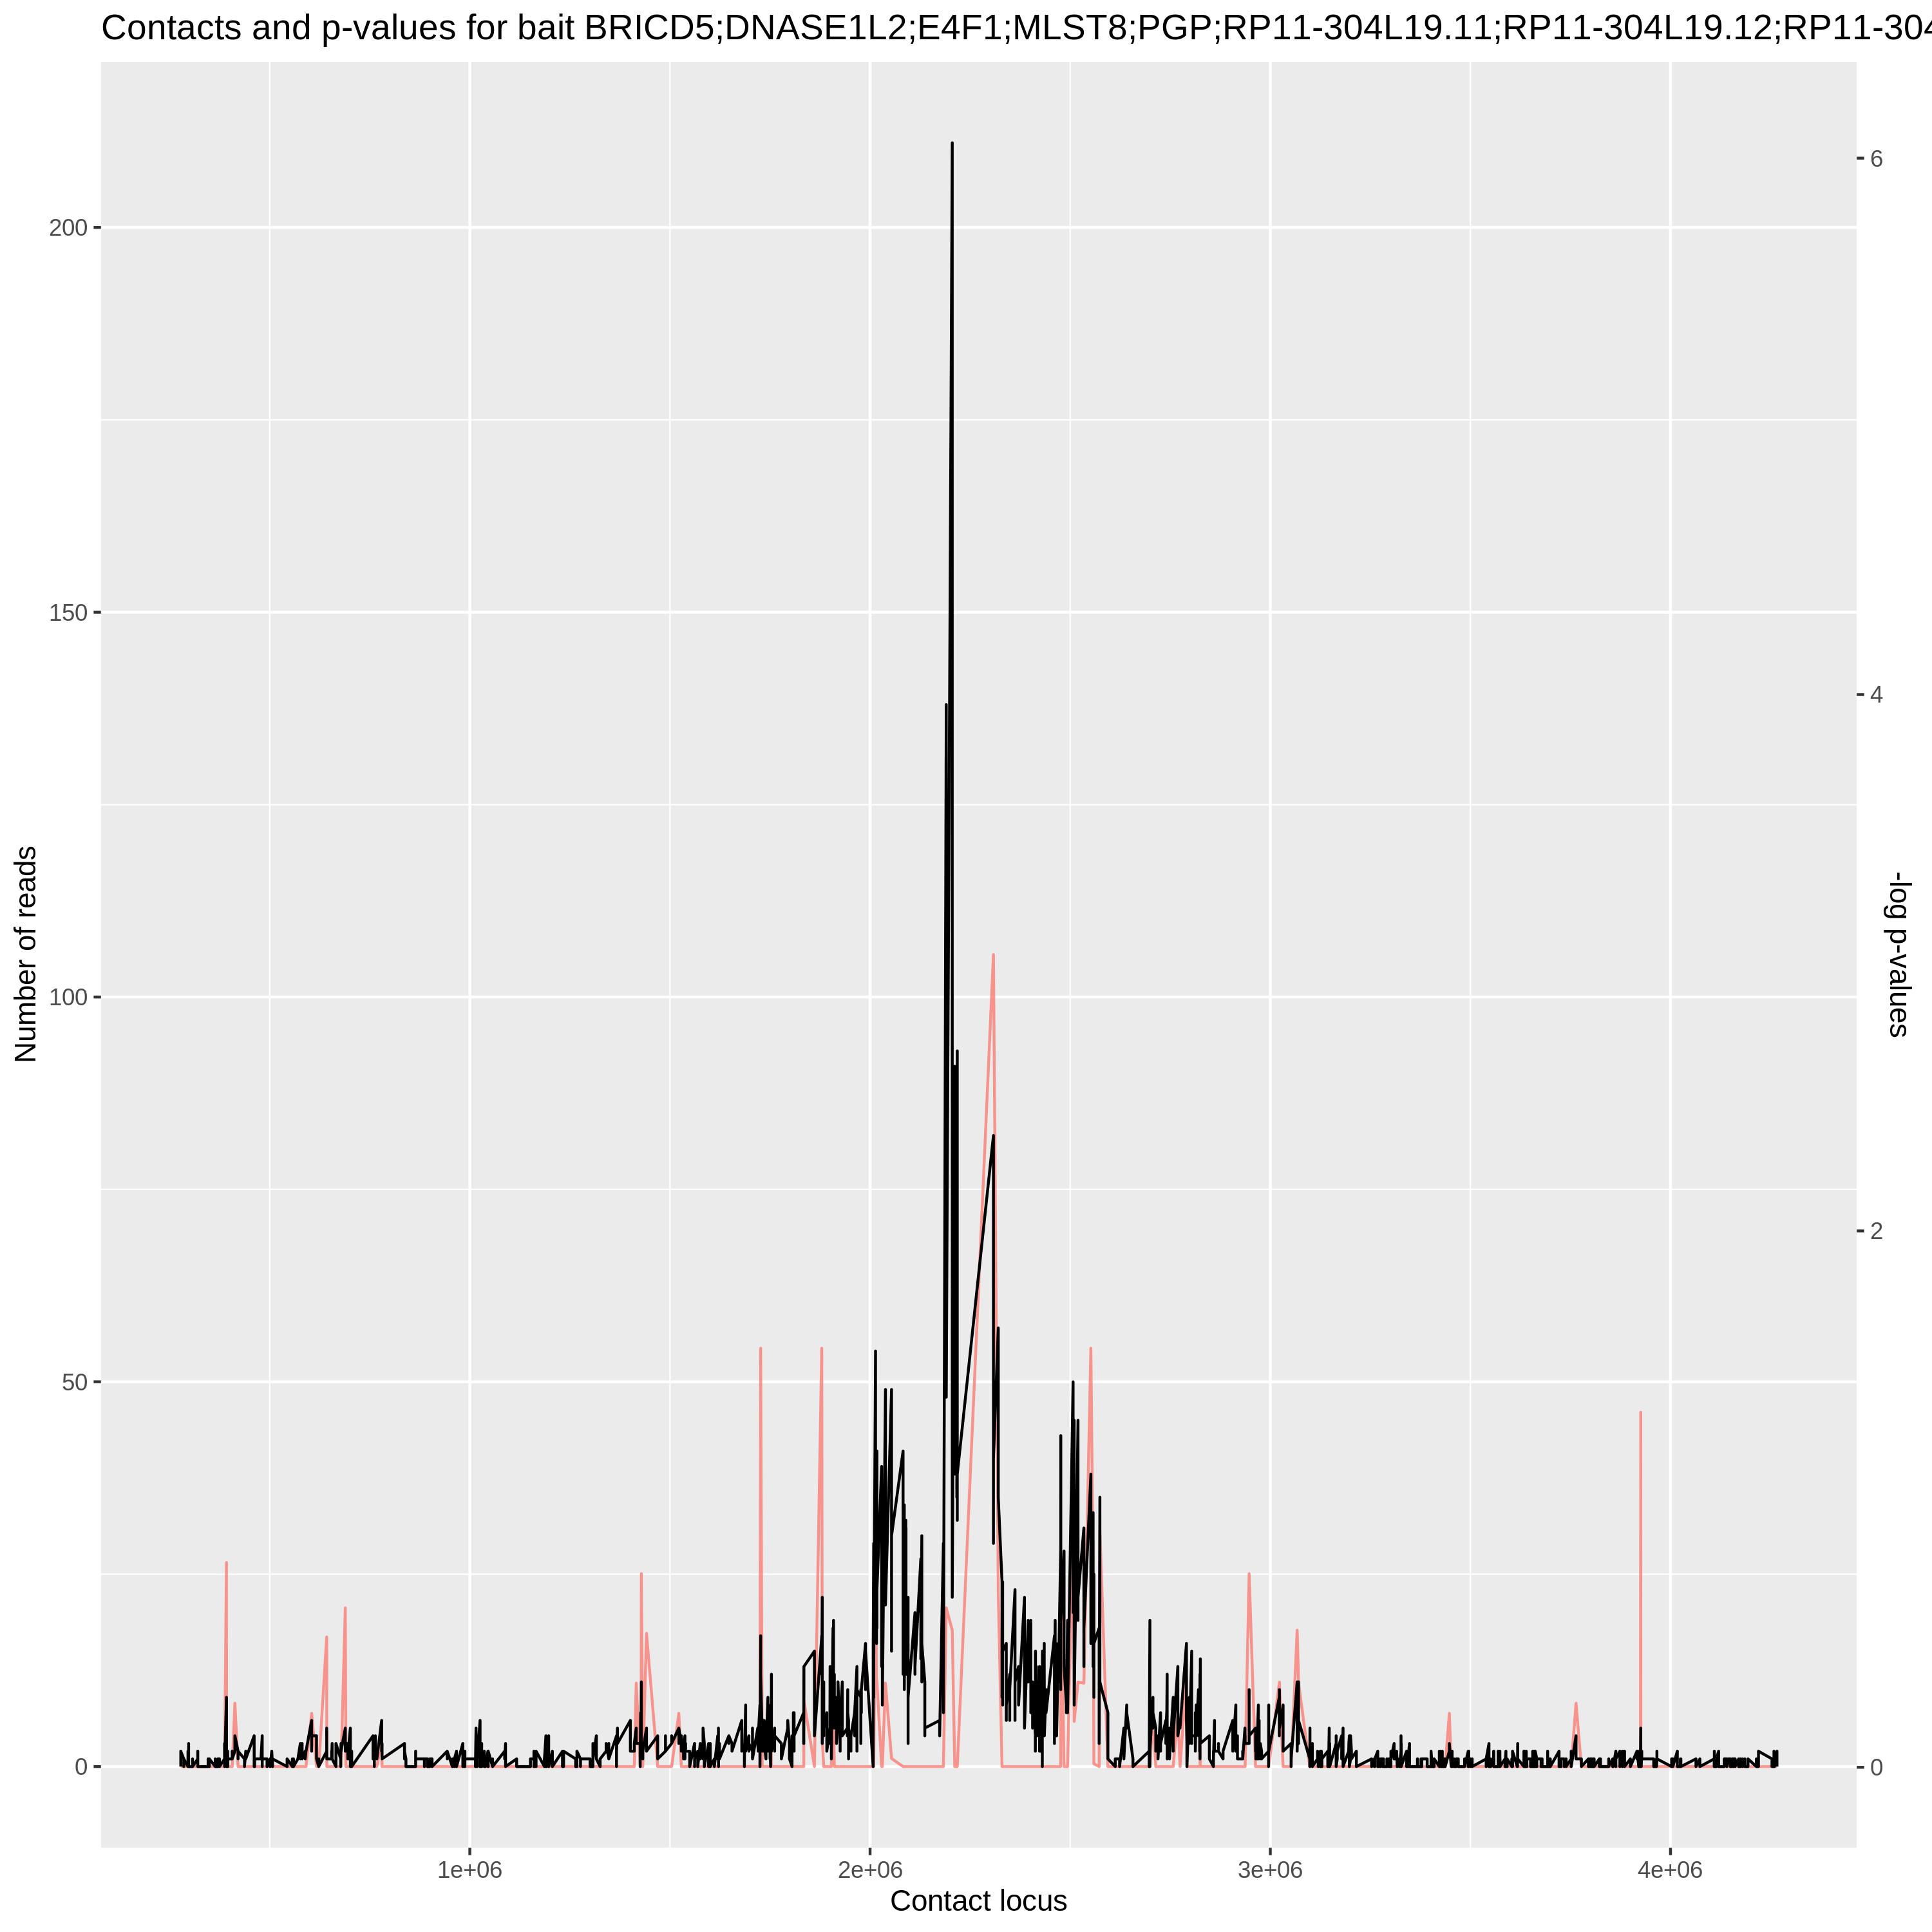 Contacts and p-values for bait BRICD5;DNASE1L2;E4F1;MLST8;PGP;RP11-304L19.11;RP11-304L19.12;RP11-304
200
150
100
50
0
Number of reads
6
4
2
0
-log p-values
1e+06
2e+06
3e+06
4e+06
Contact locus